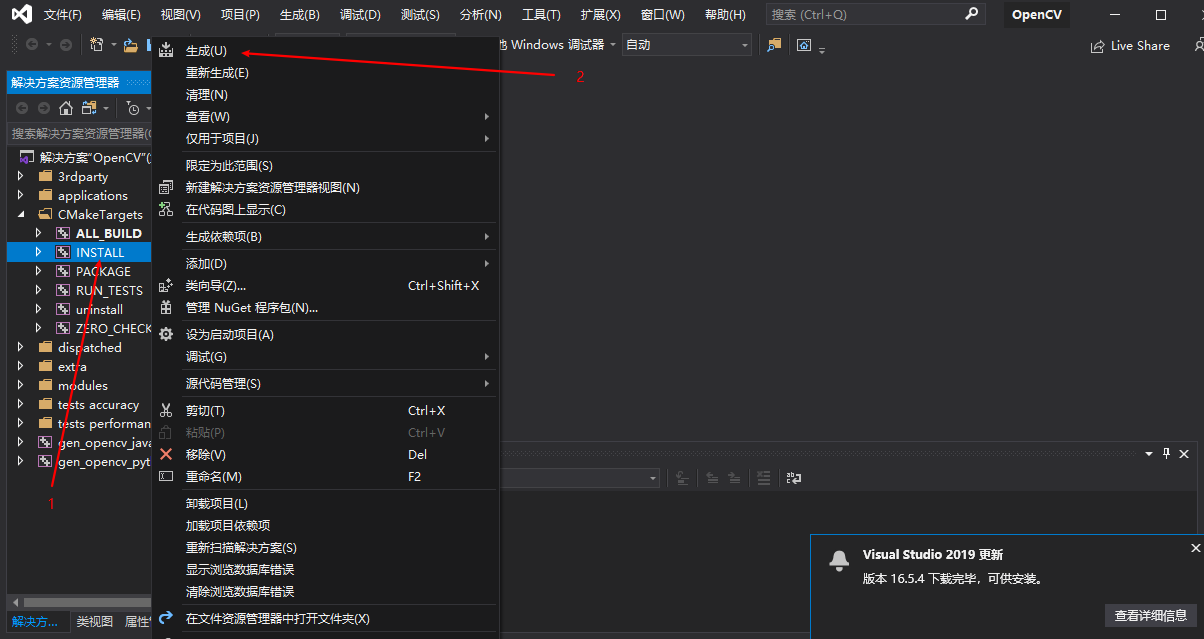 文件(F) 编辑(E) 视图(V) 项目(P) 生成(B) 调试(D) 测试(S) 分析(N) 工具(T) 扩展(X) 窗口(W) 帮助(H) 搜索 (Ctrl+Q) OpenCV
Windows 调试器 自动 Live Share
生成(U)
2
重新生成(E)
解决方案资源管理器
清理(N)
查看(W)
搜索解决方案资源管理器(
仅用于项目(J)
解决方案"OpenCV"(
限定为此范围(S)
3rdparty
新建解决方案资源管理器视图(N)
applications
在代码图上显示(C)
CMakeTargets
ALL_BUILD
生成依赖项(B)
INSTALL
添加(D)
PACKAGE
类向导(Z)... Ctrl+Shift+X
RUN_TESTS
管理 NuGet 程序包(N)...
uninstall
ZERO_CHECK
设为启动项目(A)
dispatched
调试(G)
extra
modules
源代码管理(S)
tests accuracy
剪切(T) Ctrl+X
tests performan
粘贴(P) Ctrl+V
gen_opencv_java
移除(V) Del
gen_opencv_pyt
重命名(M) F2
1
卸载项目(L)
加载项目依赖项
重新扫描解决方案(S)
显示浏览数据库错误
清除浏览数据库错误
在文件资源管理器中打开文件夹(X)
解决方... 类视图 属性
Visual Studio 2019 更新
版本 16.5.4 下载完毕，可供安装。
查看详细信息